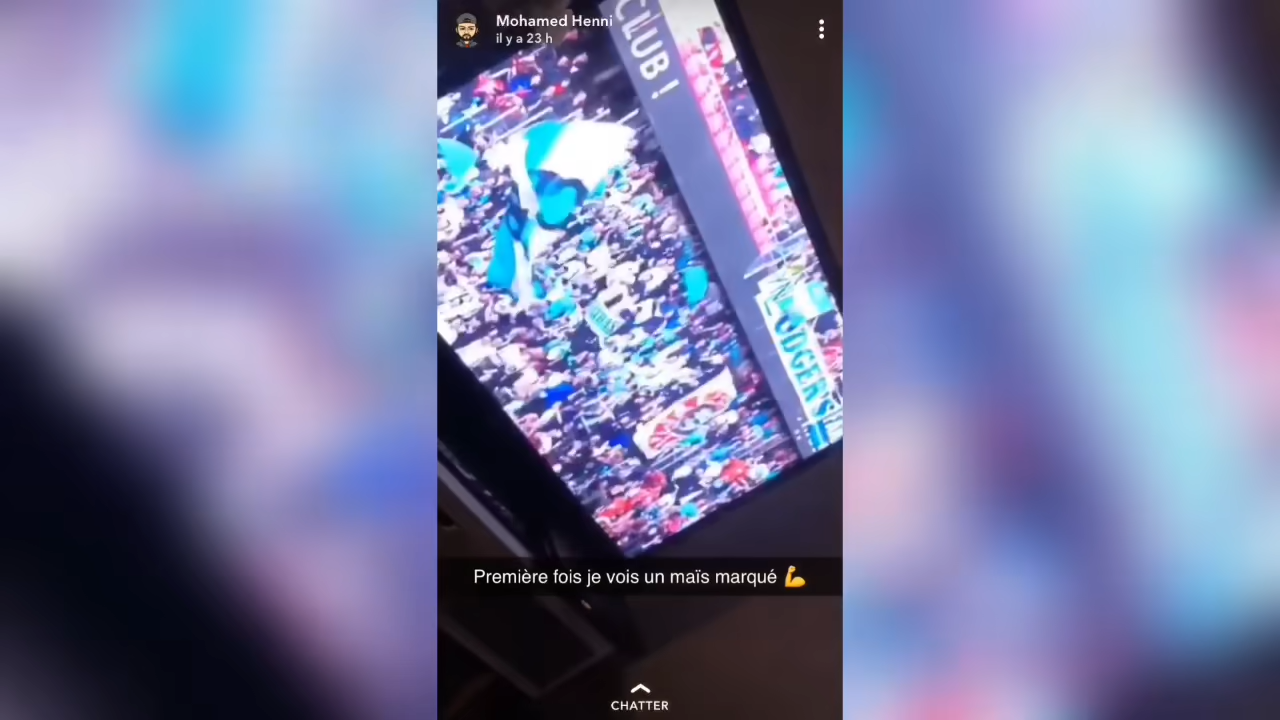 Mohamed Henni
il y a 23 h
CLUB !
Première fois je vois un maïs marqué 💪
CHATTER